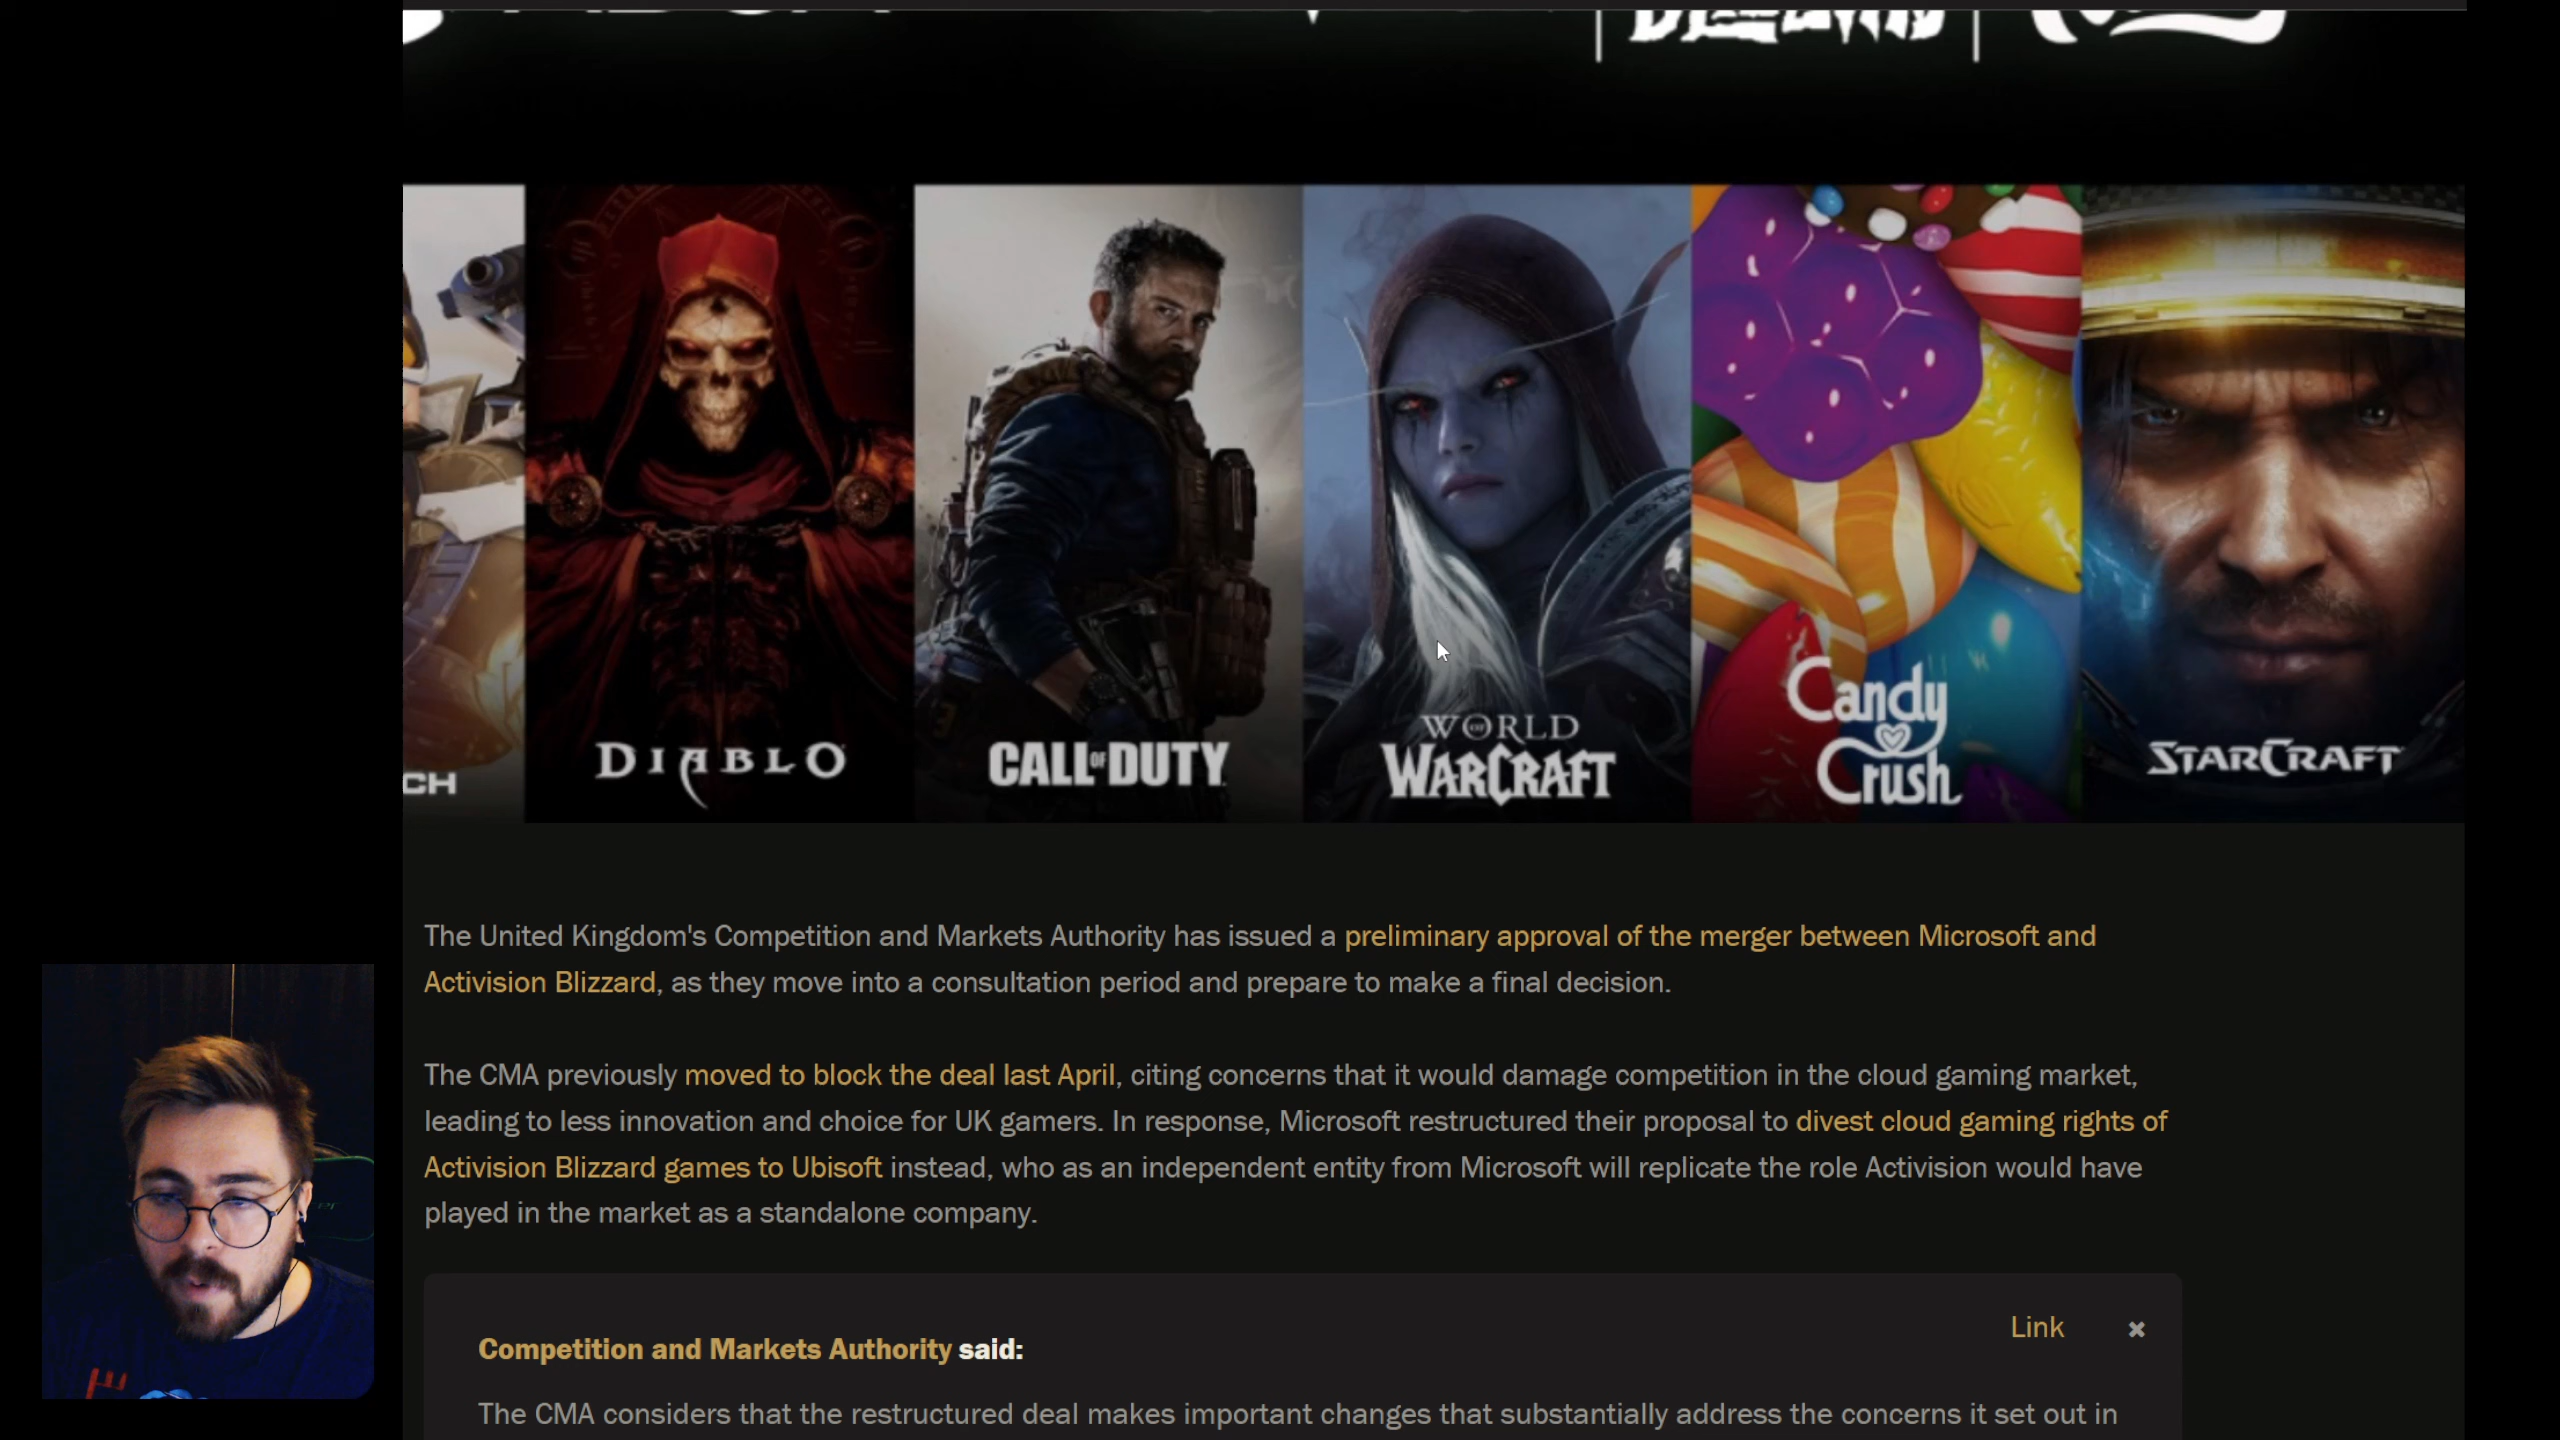 CH
DIABLO
CALL OF DUTY
WORLD OF WARCRAFT
Candy Crush
STARCRAFT
The United Kingdom's Competition and Markets Authority has issued a preliminary approval of the merger between Microsoft and
Activision Blizzard, as they move into a consultation period and prepare to make a final decision.
The CMA previously moved to block the deal last April, citing concerns that it would damage competition in the cloud gaming market,
leading to less innovation and choice for UK gamers. In response, Microsoft restructured their proposal to divest cloud gaming rights of
Activision Blizzard games to Ubisoft instead, who as an independent entity from Microsoft will replicate the role Activision would have
played in the market as a standalone company.
Link
Competition and Markets Authority said:
The CMA considers that the restructured deal makes important changes that substantially address the concerns it set out in